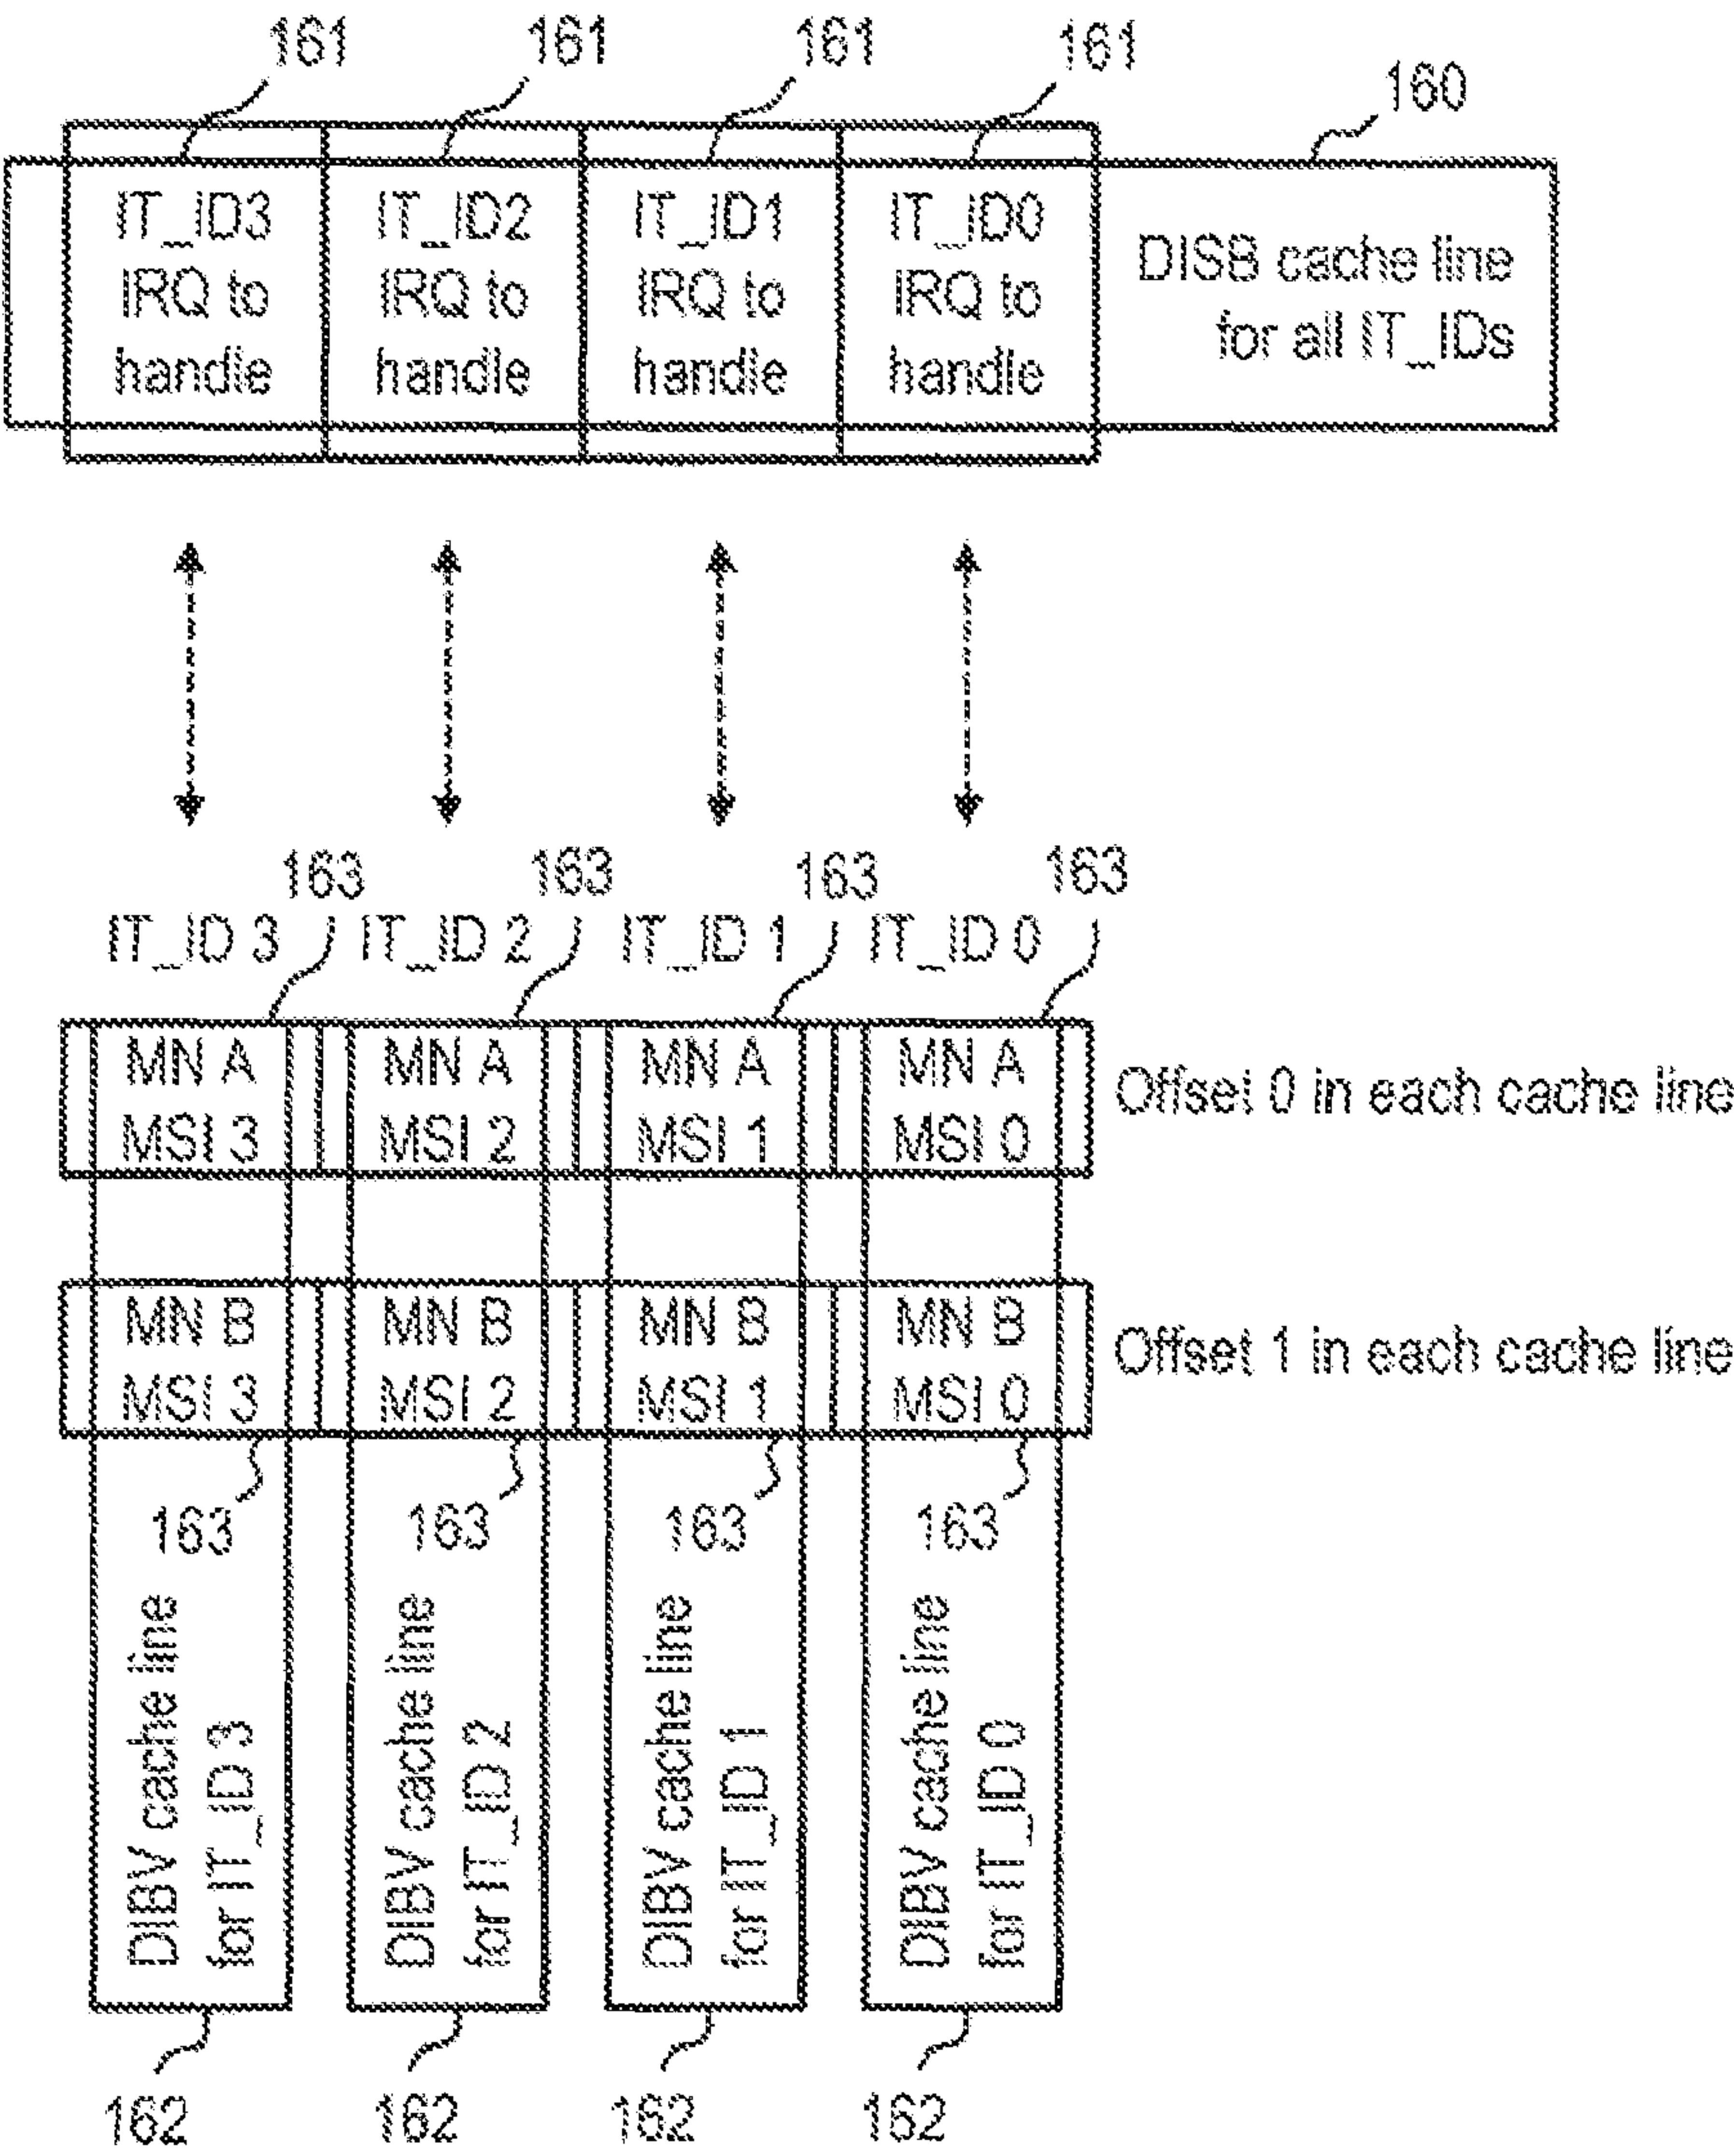 161
161
161
161
160
IT_ID3
IRQ to
handle
IT_ID2
IRQ to
handle
IT_ID1
IRQ to
handle
IT_ID0
IRQ to
handle
DISB cache line
for all IT_IDs
163
163
163
163
IT_ID 3
IT_ID 2
IT_ID 1
IT_ID 0
MN A
MSI 3
MN A
MSI 2
MN A
MSI 1
MN A
MSI 0
Offset 0 in each cache line
MN B
MSI 3
MN B
MSI 2
MN B
MSI 1
MN B
MSI 0
Offset 1 in each cache line
163
163
163
163
DIBV cache line
for IT_ID 3
DIBV cache line
for IT_ID 2
DIBV cache line
for IT_ID 1
DIBV cache line
for IT_ID 0
162
162
162
162